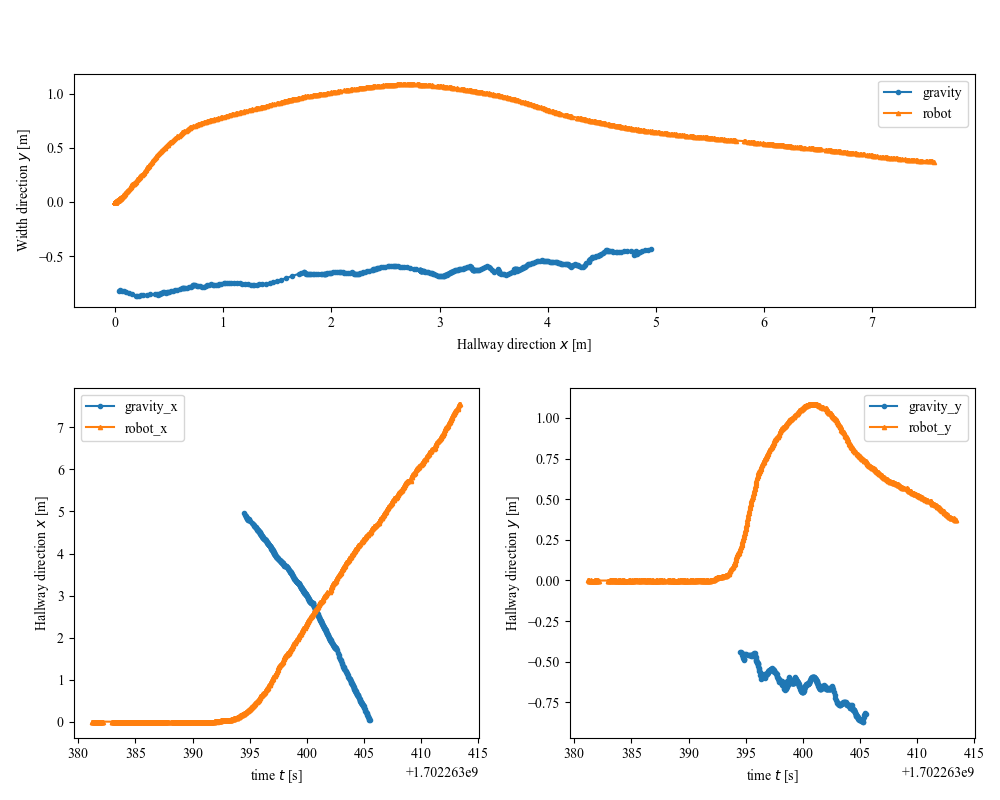 gravity
robot
Width direction y [m]
1.0
0.5
0.0
−0.5
0 1 2 3 4 5 6 7
Hallway direction x [m]
gravity_x
robot_x
Hallway direction x [m]
7
6
5
4
3
2
1
0
380 385 390 395 400 405 410 415
time t [s]
+1.702263e9
gravity_y
robot_y
Hallway direction y [m]
1.00
0.75
0.50
0.25
0.00
−0.25
−0.50
−0.75
380 385 390 395 400 405 410 415
time t [s]
+1.702263e9